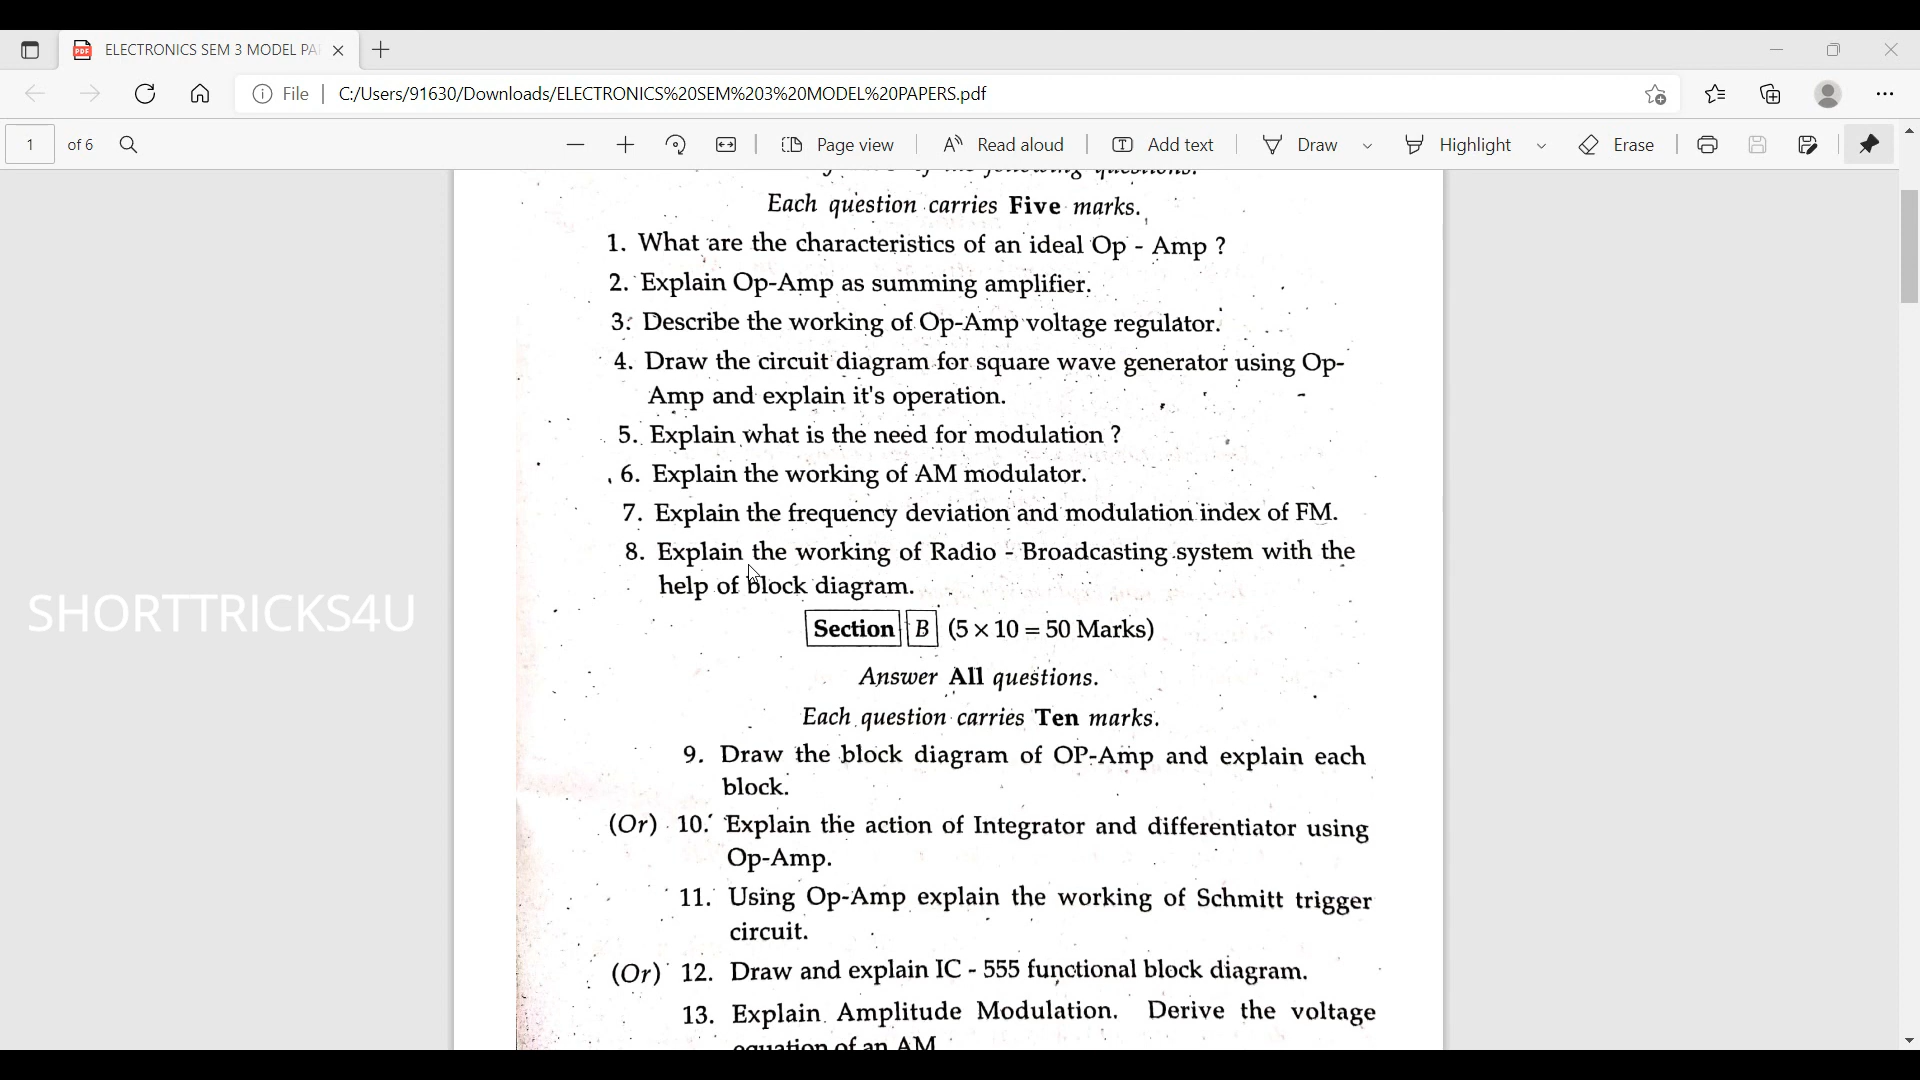 ELECTRONICS SEM 3 MODEL PA
File C:/Users/91630/Downloads/ELECTRONICS%20SEM%203%20MODEL%20PAPERS.pdf
1 of 6 Page view Read aloud Add text Draw Highlight Erase
of the following questions.
Each question carries Five marks.
1. What are the characteristics of an ideal Op - Amp ?
2. Explain Op-Amp as summing amplifier.
3. Describe the working of Op-Amp voltage regulator.
4. Draw the circuit diagram for square wave generator using Op-
Amp and explain it's operation.
5. Explain what is the need for modulation ?
6. Explain the working of AM modulator.
7. Explain the frequency deviation and modulation index of FM.
8. Explain the working of Radio - Broadcasting system with the
help of block diagram.
SHORTTRICKS4U
Section B (5 × 10 = 50 Marks)
Answer All questions.
Each question carries Ten marks.
9. Draw the block diagram of OP-Amp and explain each
block.
(Or) 10. Explain the action of Integrator and differentiator using
Op-Amp.
11. Using Op-Amp explain the working of Schmitt trigger
circuit.
(Or) 12. Draw and explain IC - 555 functional block diagram.
13. Explain Amplitude Modulation. Derive the voltage
equation of an AM